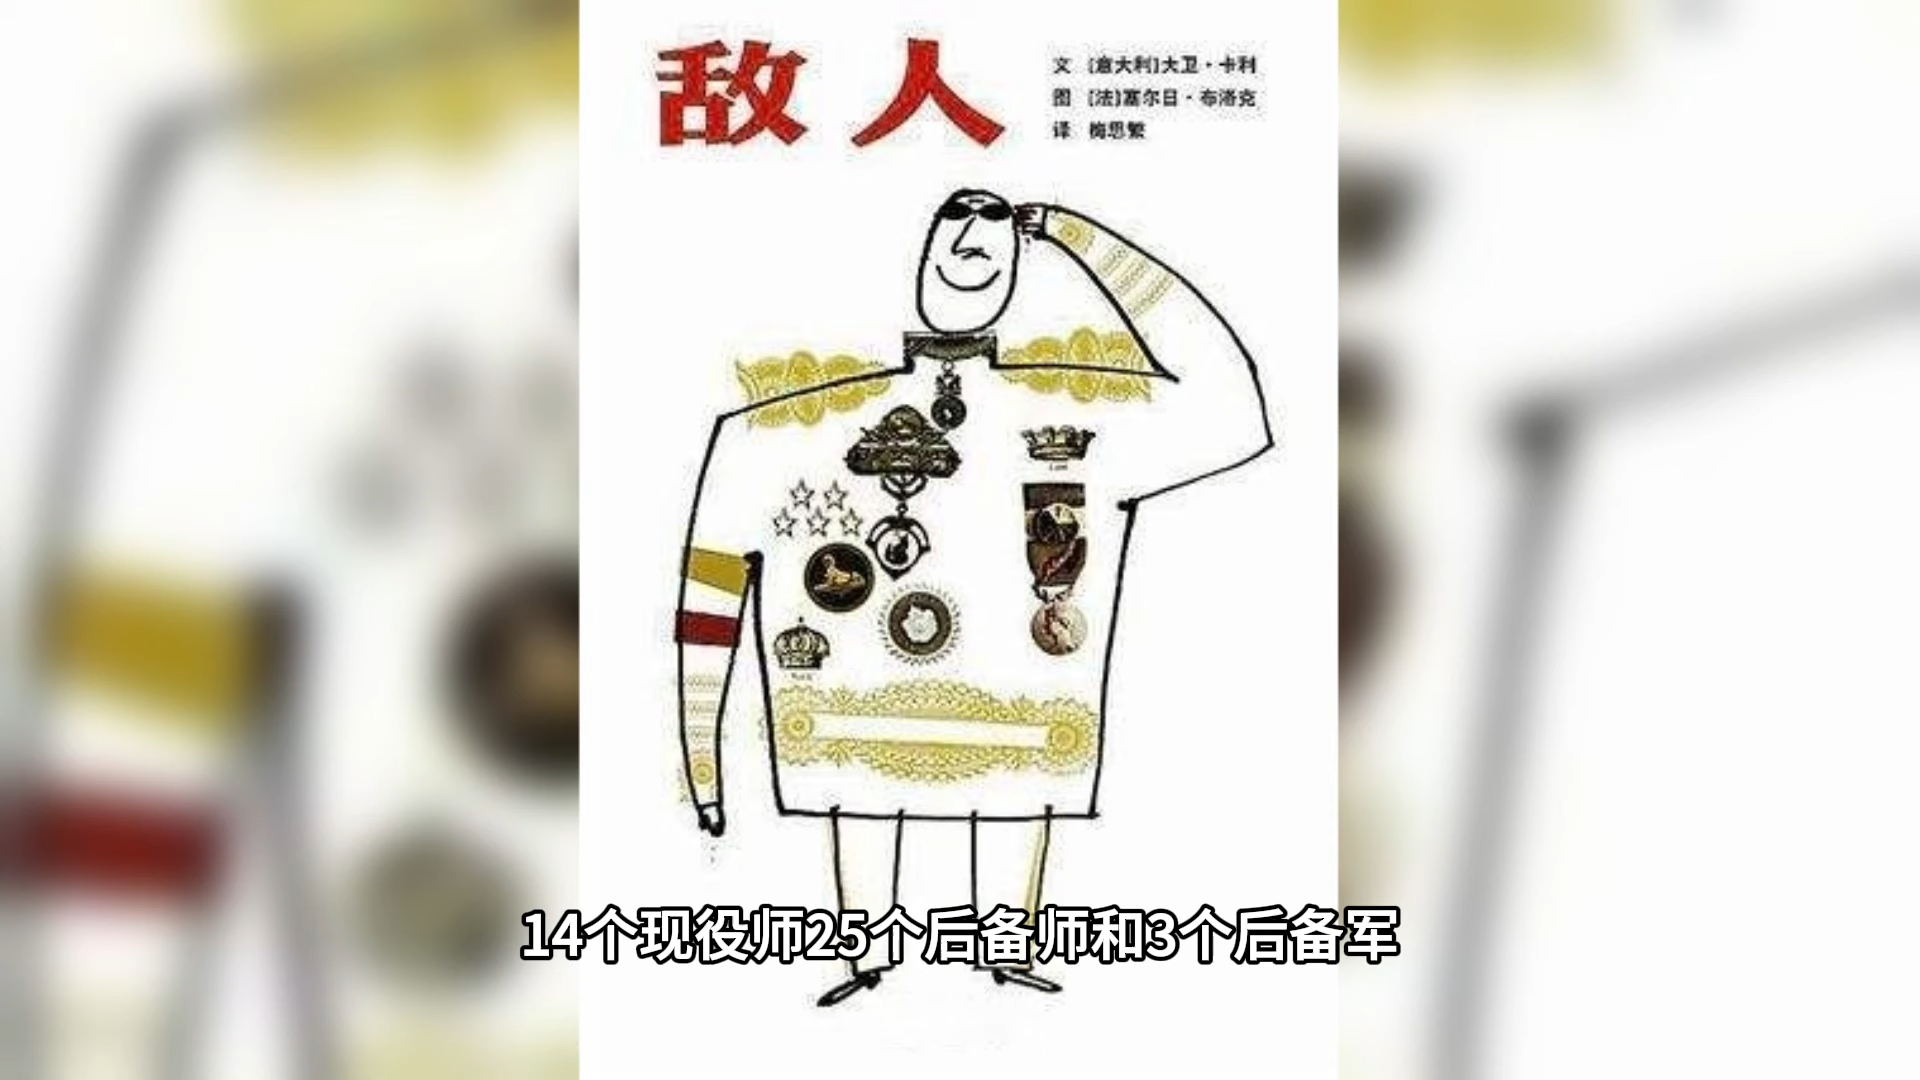 敌人
文 [意大利]大卫·卡利
图 [法]塞尔日·布洛克
译 梅思繁
14个现役师25个后备师和3个后备军